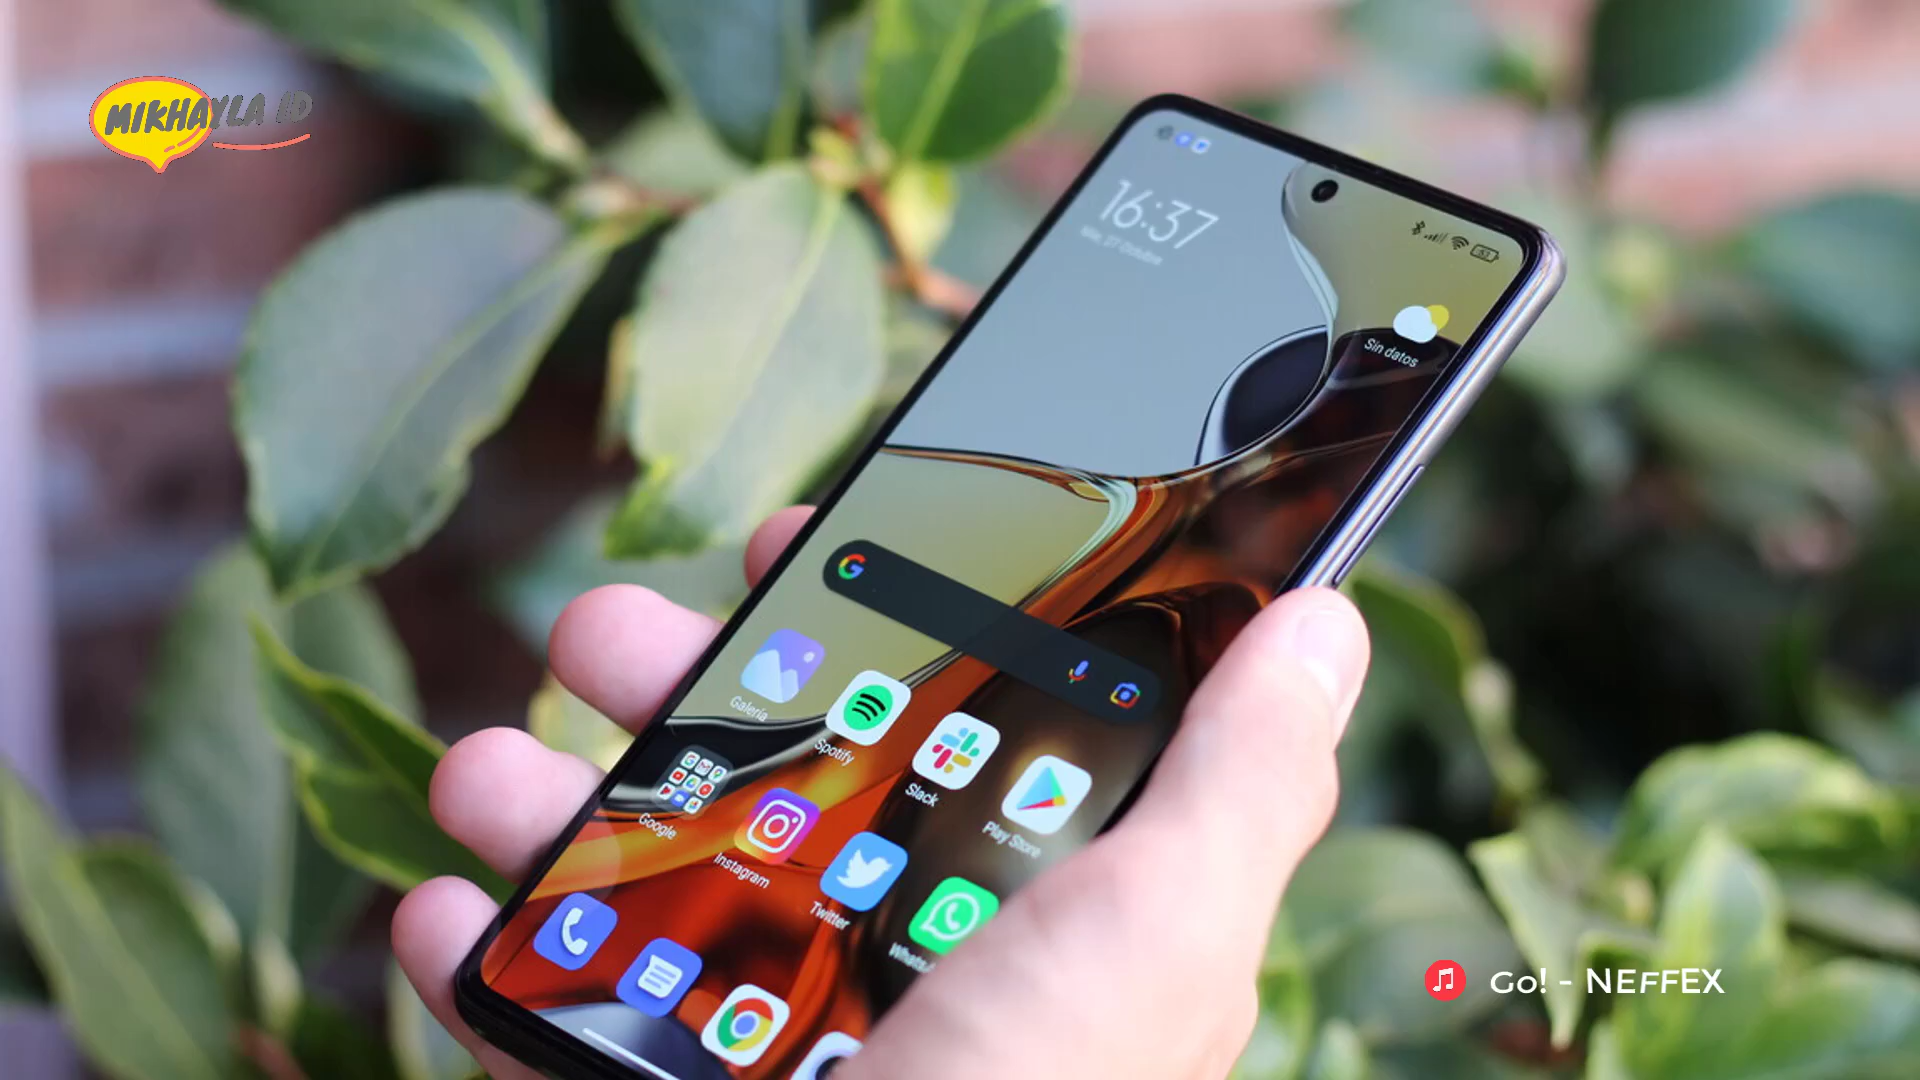 MIKHAYLA ID
16:37
Sin datos
Galería
Spotify
Slack
Play Store
Google
Instagram
Twitter
Go! - NEFFEX